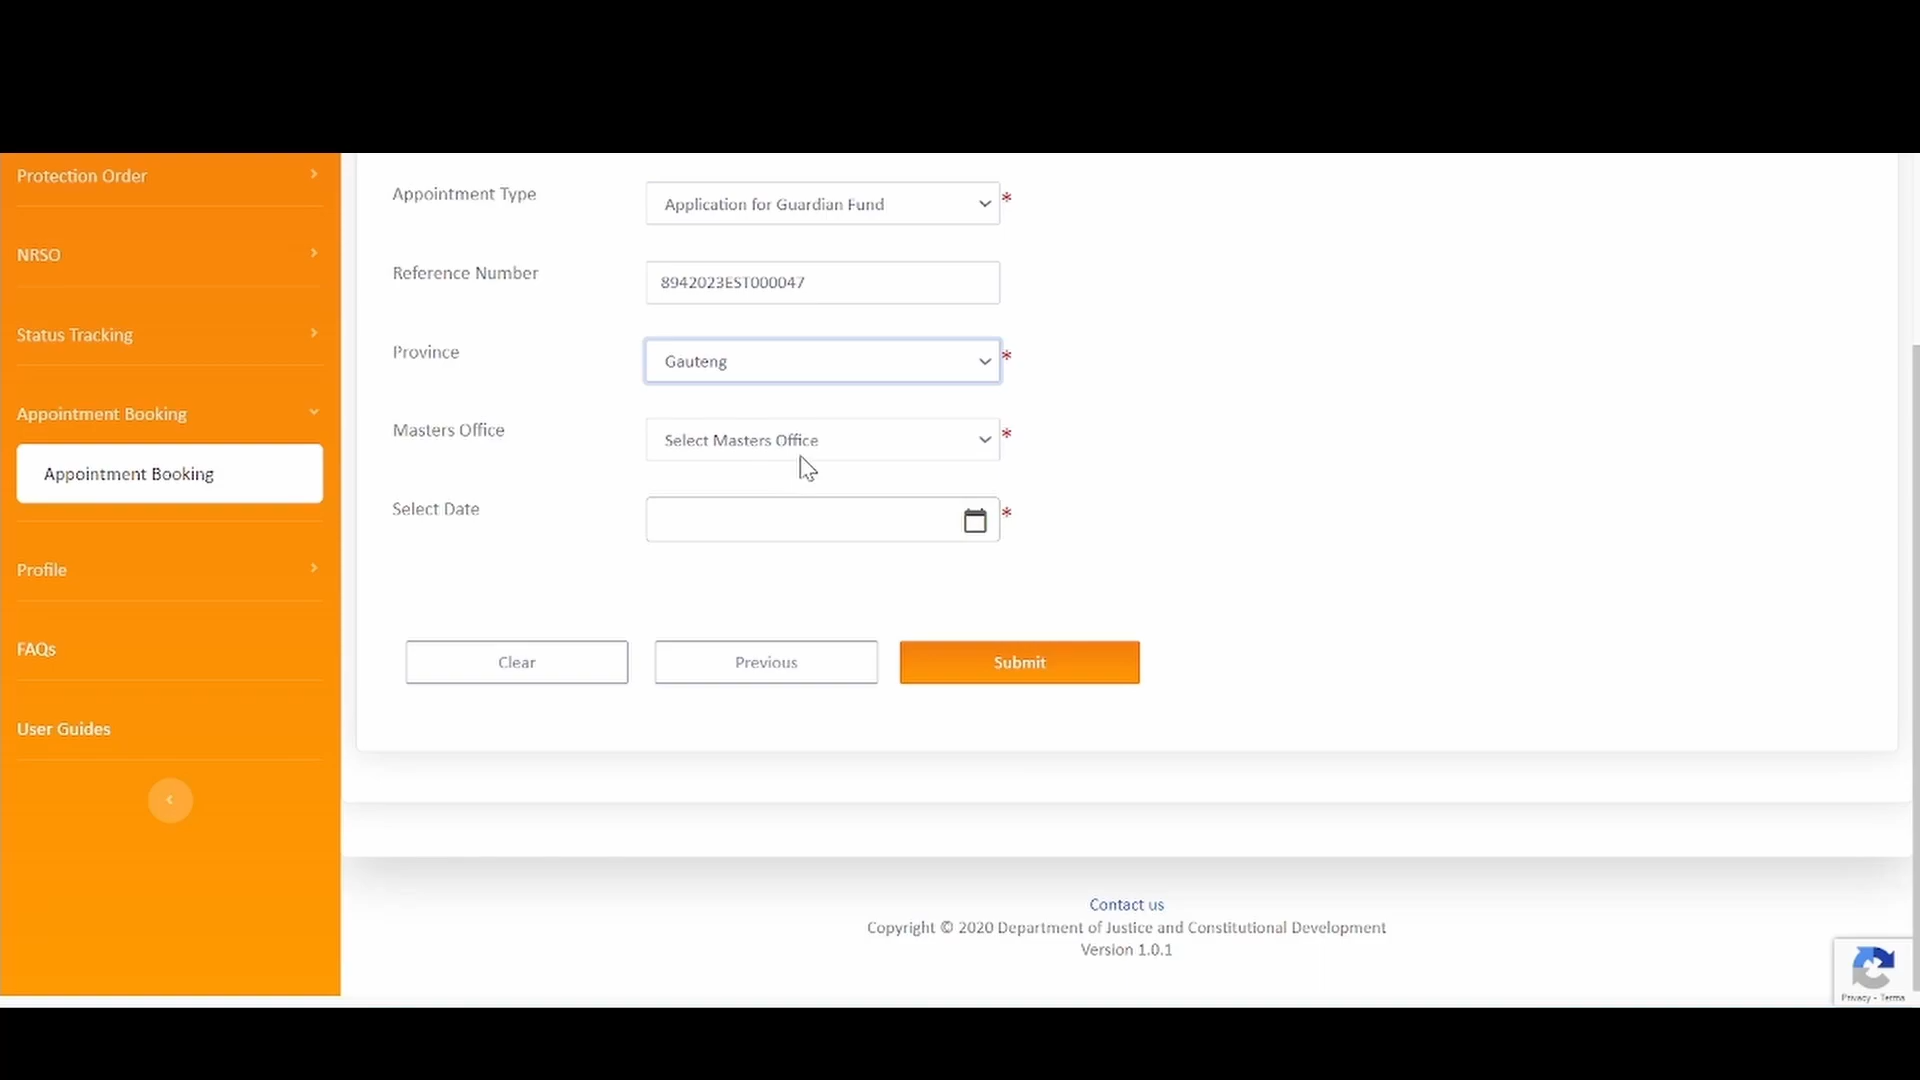 Protection Order
NRSO
Status Tracking
Appointment Booking
Appointment Booking
Profile
FAQs
User Guides
Appointment Type
Application for Guardian Fund
*
Reference Number
8942023EST000047
Province
Gauteng
*
Masters Office
Select Masters Office
*
Select Date
*
Clear
Previous
Submit
Contact us
Copyright © 2020 Department of Justice and Constitutional Development
Version 1.0.1
Privacy - Terms